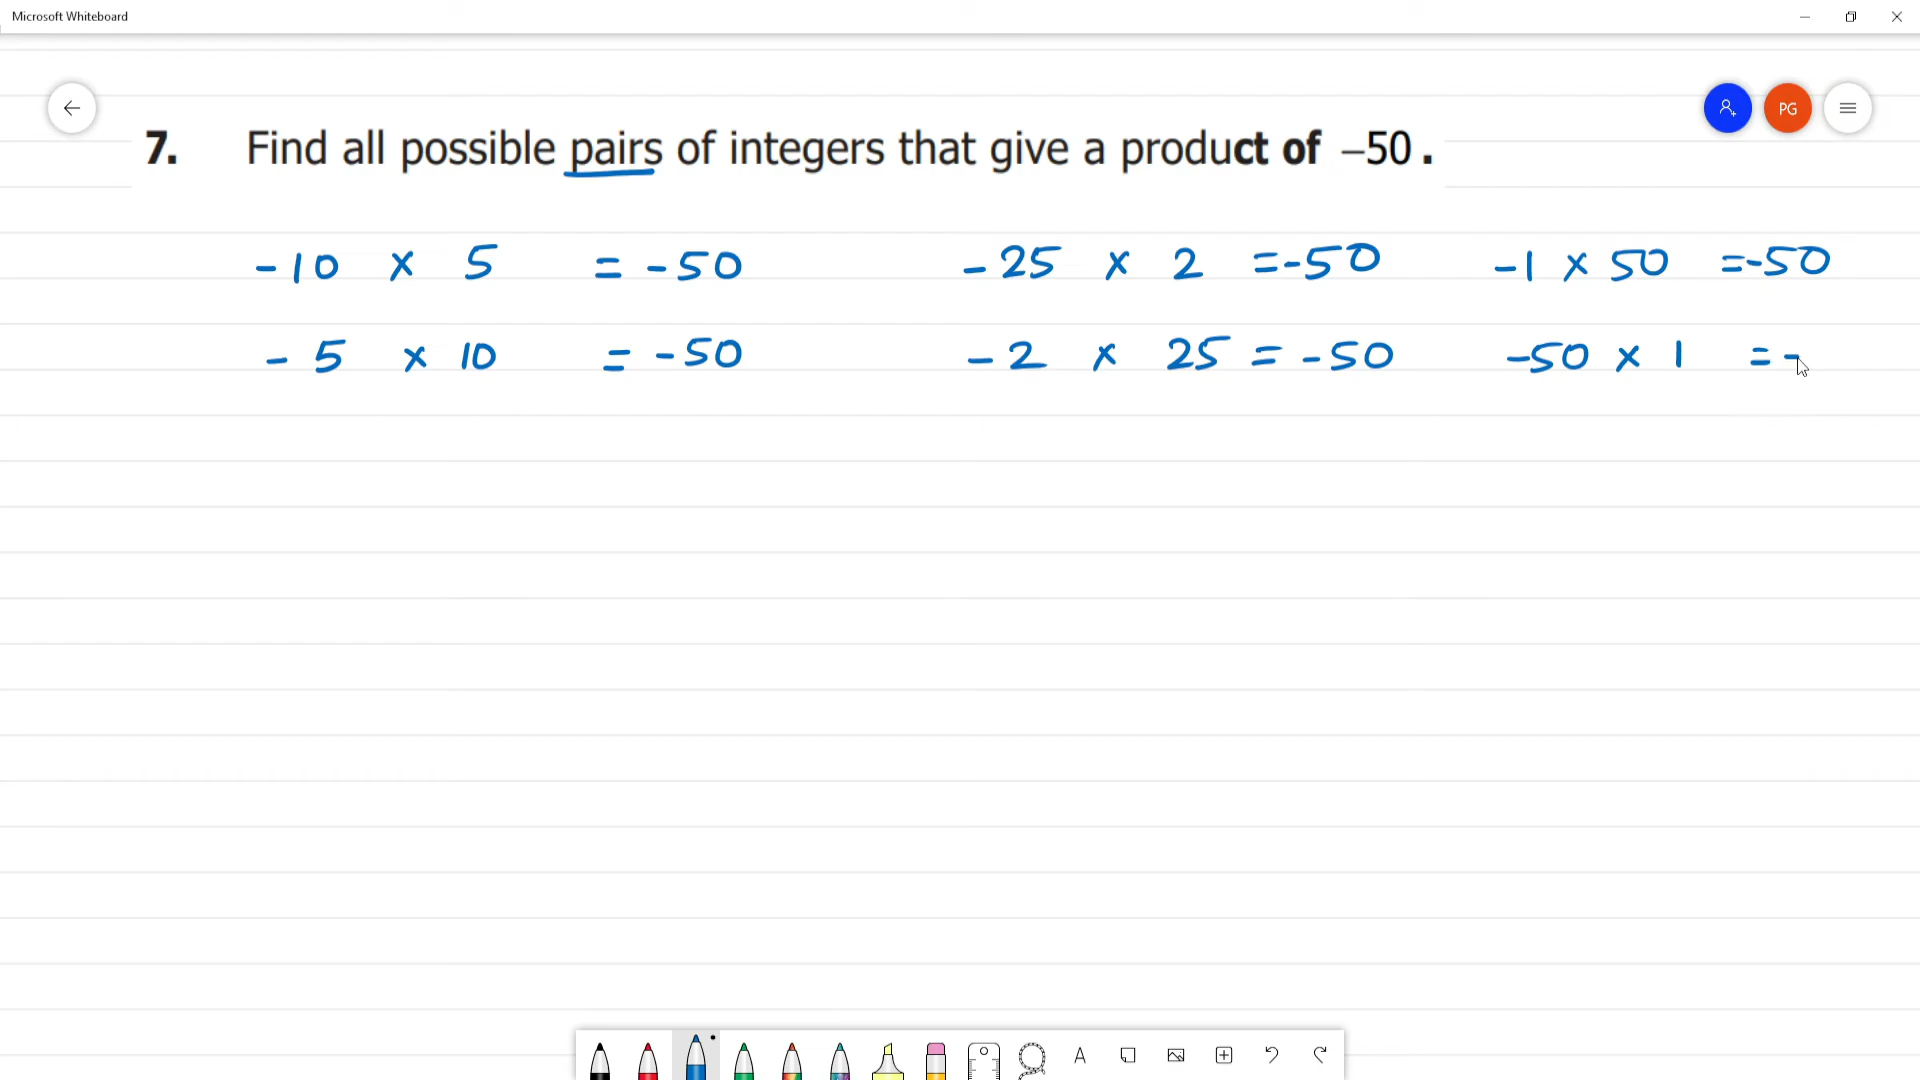 Microsoft Whiteboard
PG
7. Find all possible pairs of integers that give a product of –50 .
-10 × 5 = -50 -25 × 2 =-50 -1 × 50 =-50
-5 × 10 = -50 -2 × 25 = -50 -50 × 1 = -
A